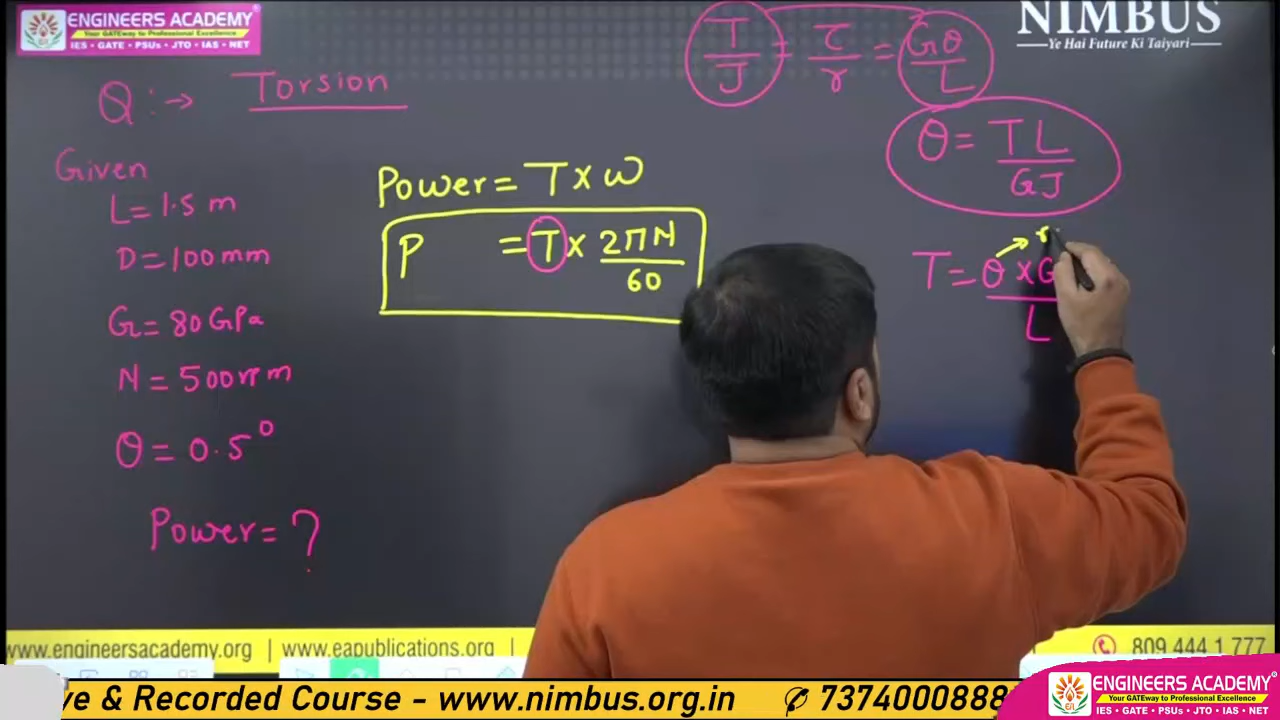 ENGINEERS ACADEMY
Your GATEway to Professional Excellence
IES • GATE • PSUs • JTO • IAS • NET
NIMBUS
Ye Hai Future Ki Taiyari
Q :→ Torsion
T/J = τ/r = Gθ/L
θ = TL/GJ
Given
L = 1.5 m
D = 100 mm
G = 80 GPa
N = 500 rpm
θ = 0.5°
Power = ?
Power = T × ω
P = T × 2πN/60
T = θ × G / L
www.engineersacademy.org | www.eapublications.org |
809 444 1 777
ve & Recorded Course - www.nimbus.org.in
737400088
ENGINEERS ACADEMY
Your GATEway to Professional Excellence
IES • GATE • PSUs • JTO • IAS • NET